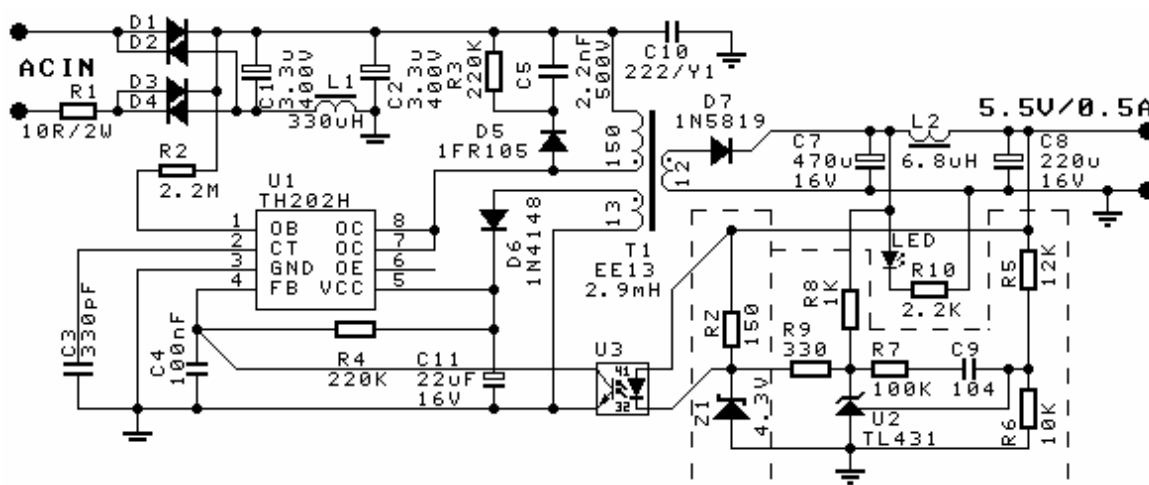 D1
D2
ACIN
D3
D4
R1
10R/2W
R2
2.2M
C1
3.3u
400V
L1
330uH
C2
3.3u
400V
R3
220K
C5
2.2nF
500V
C10
222/Y1
D5
1FR105
150
12
13
D7
1N5819
5.5V/0.5A
L2
6.8uH
C7
470u
16V
C8
220u
16V
U1
TH202H
1
2
3
4
OB
CT
GND
FB
OC
OC
OE
VCC
8
7
6
5
D6
1N4148
T1
EE13
2.9mH
LED
R10
2.2K
R5
12K
R8
1K
RZ
150
R9
330
R7
100K
C9
104
U2
TL431
R6
10K
Z1
4.3V
U3
41
32
C3
330pF
C4
100nF
R4
220K
C11
22uF
16V